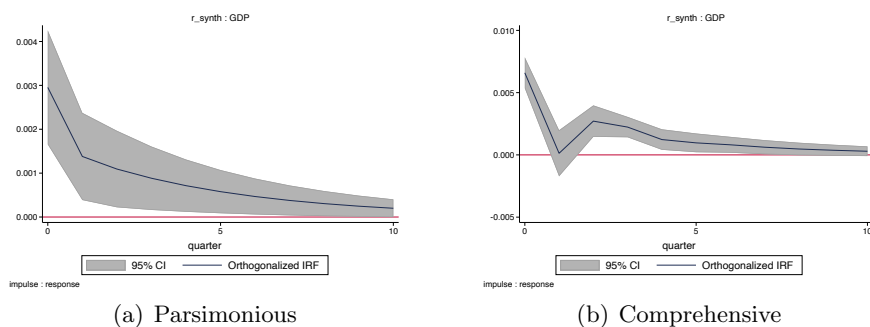 r_synth : GDP
0.004
0.003
0.002
0.001
0.000
0 5 10
quarter
95% CI Orthogonalized IRF
impulse : response
(a) Parsimonious
r_synth : GDP
0.010
0.005
0.000
-0.005
0 5 10
quarter
95% CI Orthogonalized IRF
impulse : response
(b) Comprehensive